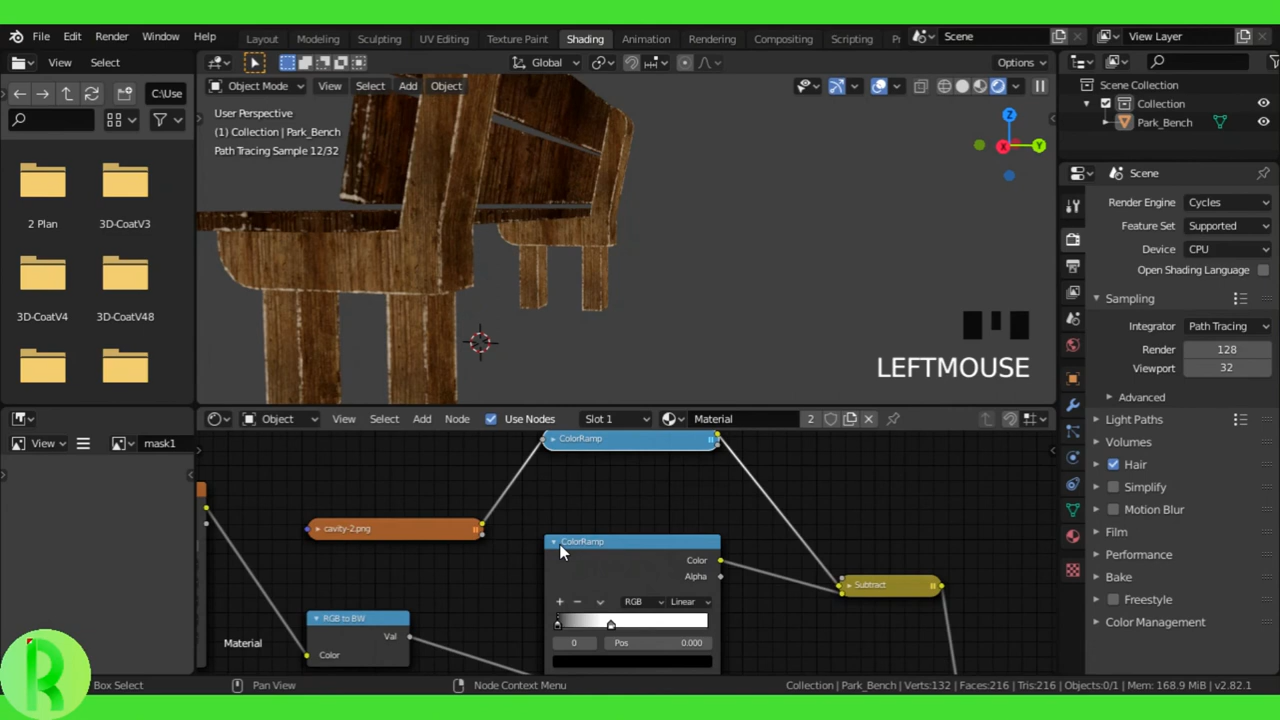 File Edit Render Window Help Layout Modeling Sculpting UV Editing Texture Paint Shading Animation Rendering Compositing Scripting Scene View Layer
View Select Global Options
Object Mode View Select Add Object
C:\Use
User Perspective
(1) Collection | Park_Bench
Path Tracing Sample 12/32
2 Plan 3D-CoatV3
3D-CoatV4 3D-CoatV48
Z
X Y
LEFTMOUSE
Scene Collection
Collection
Park_Bench
Scene
Render Engine Cycles
Feature Set Supported
Device CPU
Open Shading Language
Sampling
Integrator Path Tracing
Render 128
Viewport 32
Advanced
Light Paths
Volumes
Hair
Simplify
Motion Blur
Film
Performance
Bake
Freestyle
Color Management
View mask1
Object View Select Add Node Use Nodes Slot 1 Material 2
ColorRamp
cavity-2.png
ColorRamp
Color
Alpha
RGB Linear
0 Pos 0.000
Subtract
RGB to BW
Val
Color
Material
R
Box Select Pan View Node Context Menu Collection | Park_Bench | Verts:132 | Faces:216 | Tris:216 | Objects:0/1 | Mem: 168.9 MiB | v2.82.1